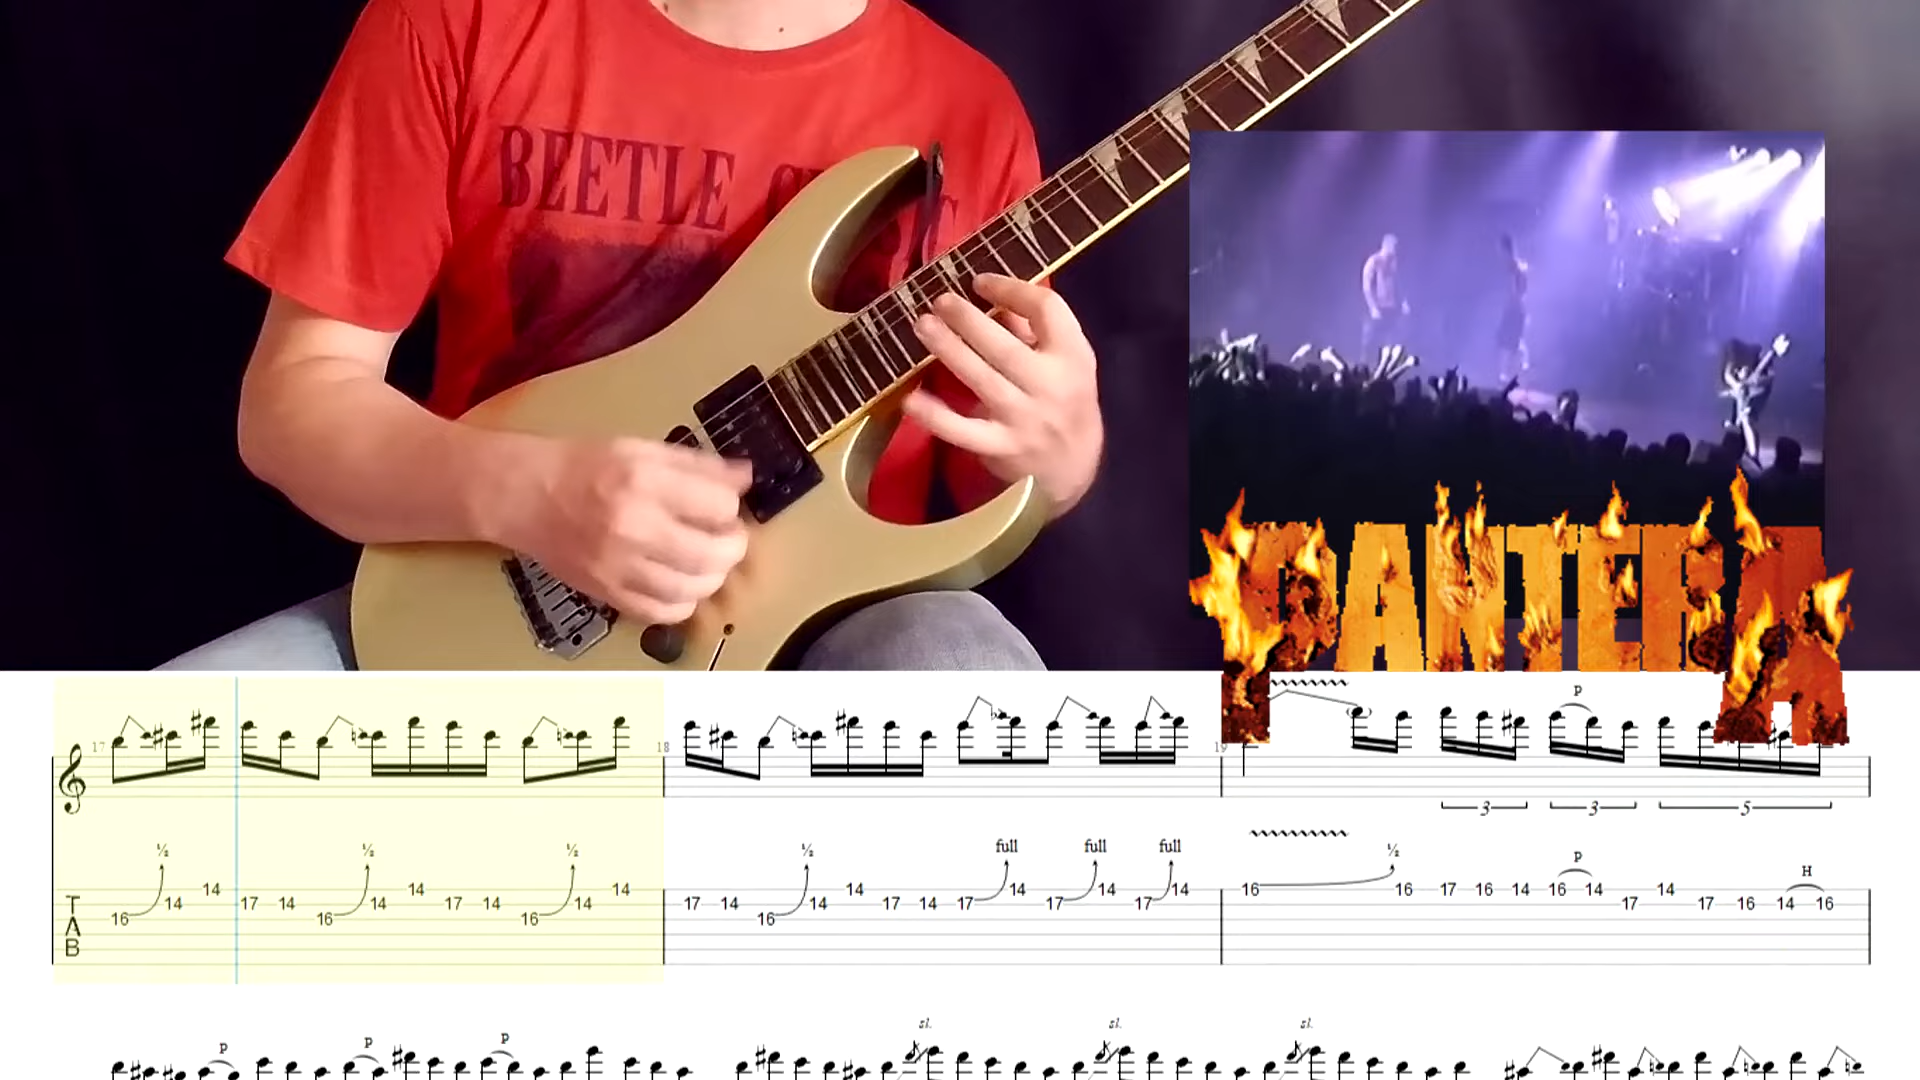 BEETLE
PANTERA
17 18 19
p
3 3 5
½ ½ ½ ½ full full full ½ p H
16 14 14 17 14 16 14 14 17 14 16 14 14
17 14 16 14 14 17 14 17 14 17 14 17 14
16 16 17 16 14 16 14 17 14 17 16 14 16
TAB
p p p sl. sl. sl.